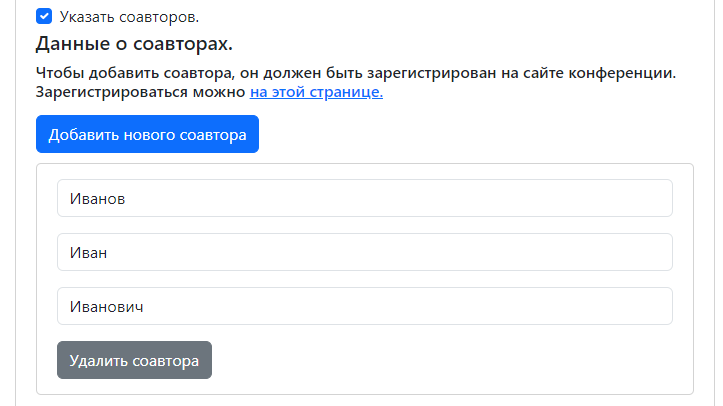 Указать соавторов.
Данные о соавторах.
Чтобы добавить соавтора, он должен быть зарегистрирован на сайте конференции.
Зарегистрироваться можно на этой странице.
Добавить нового соавтора
Иванов
Иван
Иванович
Удалить соавтора